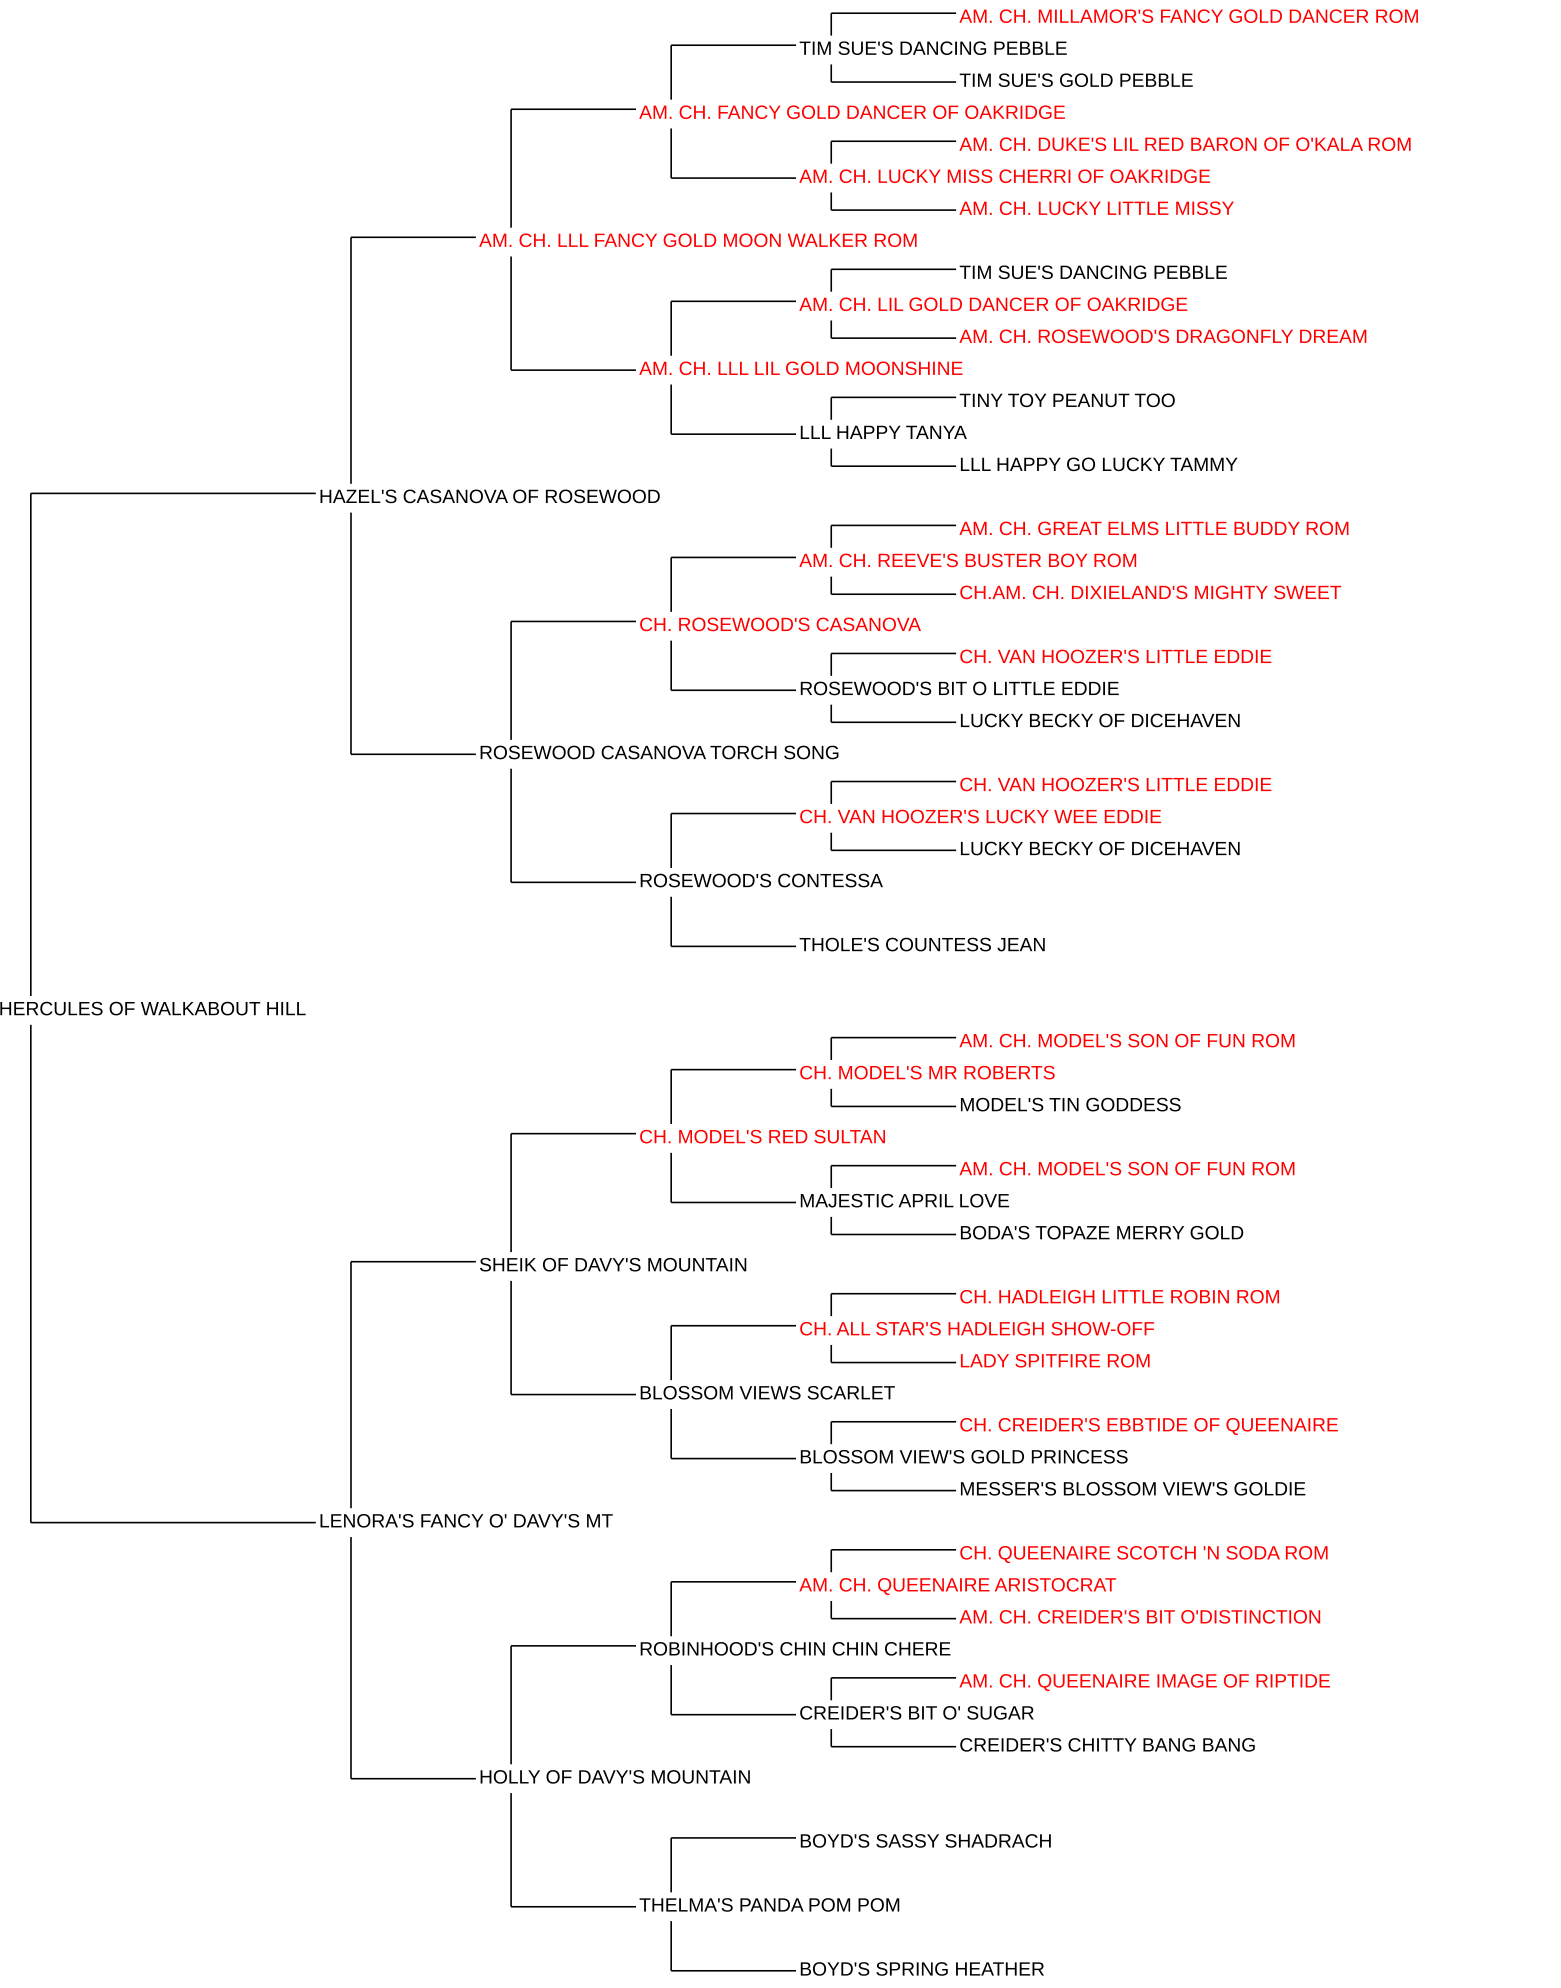 AM. CH. MILLAMOR'S FANCY GOLD DANCER ROM
TIM SUE'S DANCING PEBBLE
TIM SUE'S GOLD PEBBLE
AM. CH. FANCY GOLD DANCER OF OAKRIDGE
AM. CH. DUKE'S LIL RED BARON OF O'KALA ROM
AM. CH. LUCKY MISS CHERRI OF OAKRIDGE
AM. CH. LUCKY LITTLE MISSY
AM. CH. LLL FANCY GOLD MOON WALKER ROM
TIM SUE'S DANCING PEBBLE
AM. CH. LIL GOLD DANCER OF OAKRIDGE
AM. CH. ROSEWOOD'S DRAGONFLY DREAM
AM. CH. LLL LIL GOLD MOONSHINE
TINY TOY PEANUT TOO
LLL HAPPY TANYA
LLL HAPPY GO LUCKY TAMMY
HAZEL'S CASANOVA OF ROSEWOOD
AM. CH. GREAT ELMS LITTLE BUDDY ROM
AM. CH. REEVE'S BUSTER BOY ROM
CH.AM. CH. DIXIELAND'S MIGHTY SWEET
CH. ROSEWOOD'S CASANOVA
CH. VAN HOOZER'S LITTLE EDDIE
ROSEWOOD'S BIT O LITTLE EDDIE
LUCKY BECKY OF DICEHAVEN
ROSEWOOD CASANOVA TORCH SONG
CH. VAN HOOZER'S LITTLE EDDIE
CH. VAN HOOZER'S LUCKY WEE EDDIE
LUCKY BECKY OF DICEHAVEN
ROSEWOOD'S CONTESSA
THOLE'S COUNTESS JEAN
HERCULES OF WALKABOUT HILL
AM. CH. MODEL'S SON OF FUN ROM
CH. MODEL'S MR ROBERTS
MODEL'S TIN GODDESS
CH. MODEL'S RED SULTAN
AM. CH. MODEL'S SON OF FUN ROM
MAJESTIC APRIL LOVE
BODA'S TOPAZE MERRY GOLD
SHEIK OF DAVY'S MOUNTAIN
CH. HADLEIGH LITTLE ROBIN ROM
CH. ALL STAR'S HADLEIGH SHOW-OFF
LADY SPITFIRE ROM
BLOSSOM VIEWS SCARLET
CH. CREIDER'S EBBTIDE OF QUEENAIRE
BLOSSOM VIEW'S GOLD PRINCESS
MESSER'S BLOSSOM VIEW'S GOLDIE
LENORA'S FANCY O' DAVY'S MT
CH. QUEENAIRE SCOTCH 'N SODA ROM
AM. CH. QUEENAIRE ARISTOCRAT
AM. CH. CREIDER'S BIT O'DISTINCTION
ROBINHOOD'S CHIN CHIN CHERE
AM. CH. QUEENAIRE IMAGE OF RIPTIDE
CREIDER'S BIT O' SUGAR
CREIDER'S CHITTY BANG BANG
HOLLY OF DAVY'S MOUNTAIN
BOYD'S SASSY SHADRACH
THELMA'S PANDA POM POM
BOYD'S SPRING HEATHER